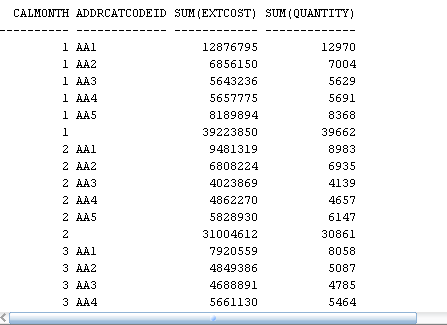 CALMONTH ADDRCATCODEID SUM(EXTCOST) SUM(QUANTITY)
---------- ------------- ------------ -------------
1 AA1 12876795 12970
1 AA2 6856150 7004
1 AA3 5643236 5629
1 AA4 5657775 5691
1 AA5 8189894 8368
1 39223850 39662
2 AA1 9481319 8983
2 AA2 6808224 6935
2 AA3 4023869 4139
2 AA4 4862270 4657
2 AA5 5828930 6147
2 31004612 30861
3 AA1 7920559 8058
3 AA2 4849386 5087
3 AA3 4688891 4785
3 AA4 5661130 5464